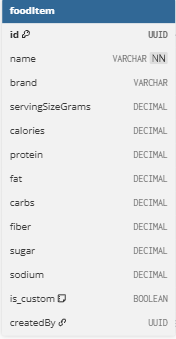 foodItem
id UUID
name VARCHAR NN
brand VARCHAR
servingSizeGrams DECIMAL
calories DECIMAL
protein DECIMAL
fat DECIMAL
carbs DECIMAL
fiber DECIMAL
sugar DECIMAL
sodium DECIMAL
is_custom BOOLEAN
createdBy UUID